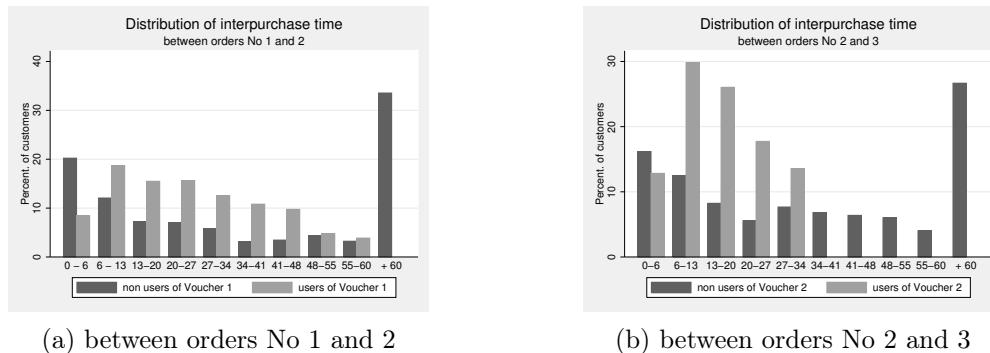 Distribution of interpurchase time
between orders No 1 and 2
Percent. of customers
40
30
20
10
0
0 – 6 6 – 13 13–20 20–27 27–34 34–41 41–48 48–55 55–60 + 60
non users of Voucher 1 users of Voucher 1
(a) between orders No 1 and 2
Distribution of interpurchase time
between orders No 2 and 3
Percent. of customers
30
20
10
0
0–6 6–13 13–20 20–27 27–34 34–41 41–48 48–55 55–60 + 60
non users of Voucher 2 users of Voucher 2
(b) between orders No 2 and 3